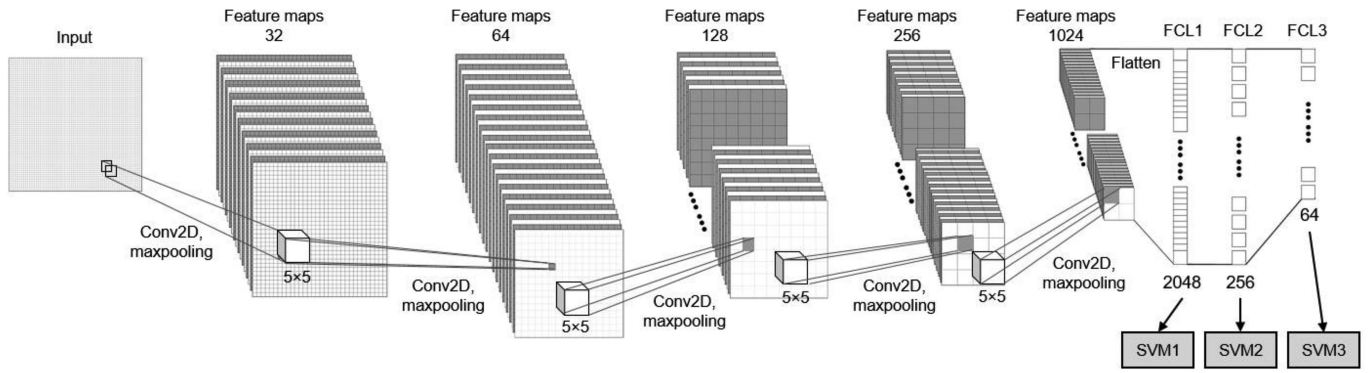 Input
Feature maps
32
Feature maps
64
Feature maps
128
Feature maps
256
Feature maps
1024
Flatten
FCL1
FCL2
FCL3
Conv2D,
maxpooling
5×5
Conv2D,
maxpooling
5×5
Conv2D,
maxpooling
5×5
Conv2D,
maxpooling
5×5
Conv2D,
maxpooling
2048
256
64
SVM1
SVM2
SVM3